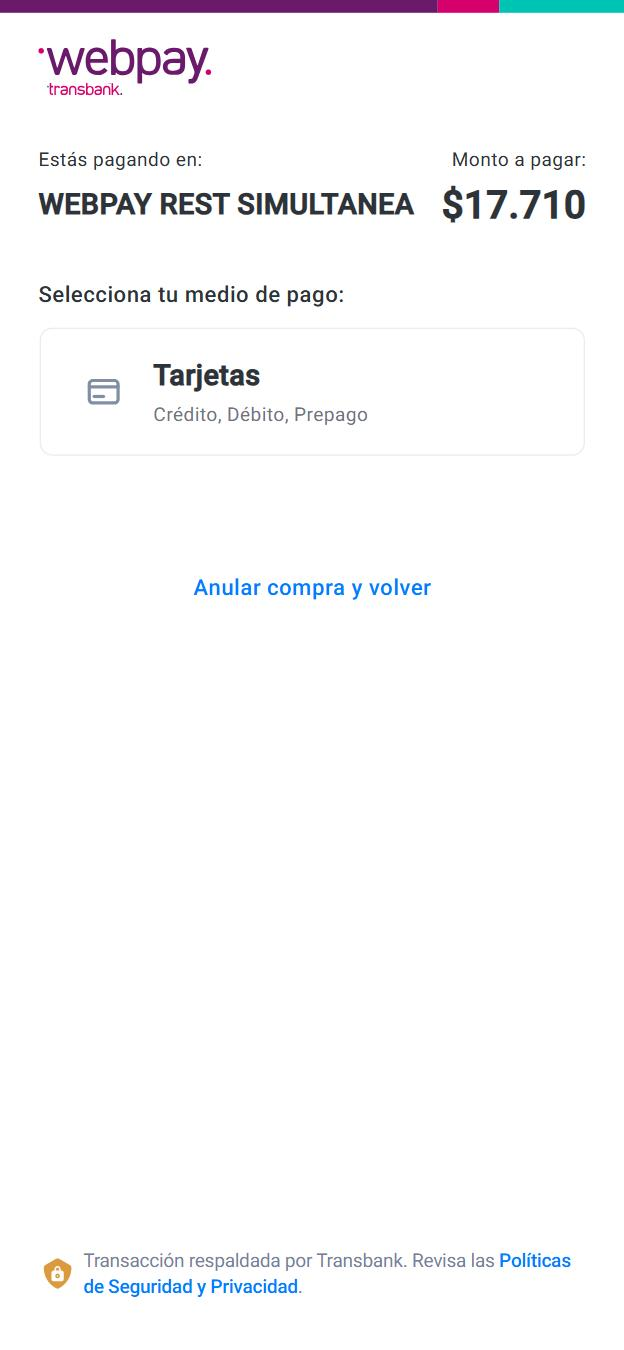 webpay.
transbank.
Estás pagando en:
Monto a pagar:
WEBPAY REST SIMULTANEA
$17.710
Selecciona tu medio de pago:
Tarjetas
Crédito, Débito, Prepago
Anular compra y volver
Transacción respaldada por Transbank. Revisa las Políticas
de Seguridad y Privacidad.